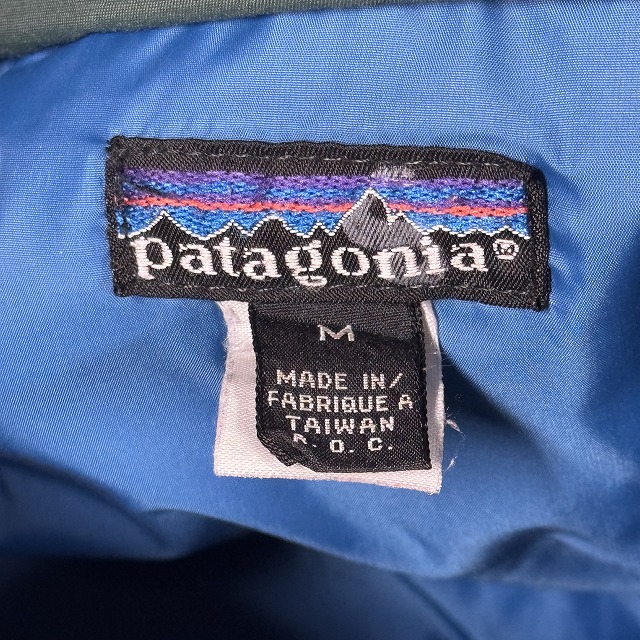 patagonia
M
MADE IN/
FABRIQUE A
TAIWAN
R. O. C.